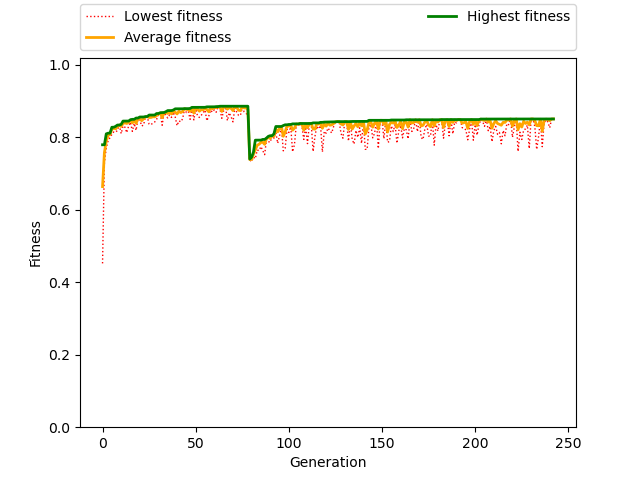 Lowest fitness
Highest fitness
Average fitness
1.0
0.8
0.6
0.4
0.2
0.0
Fitness
0 50 100 150 200 250
Generation